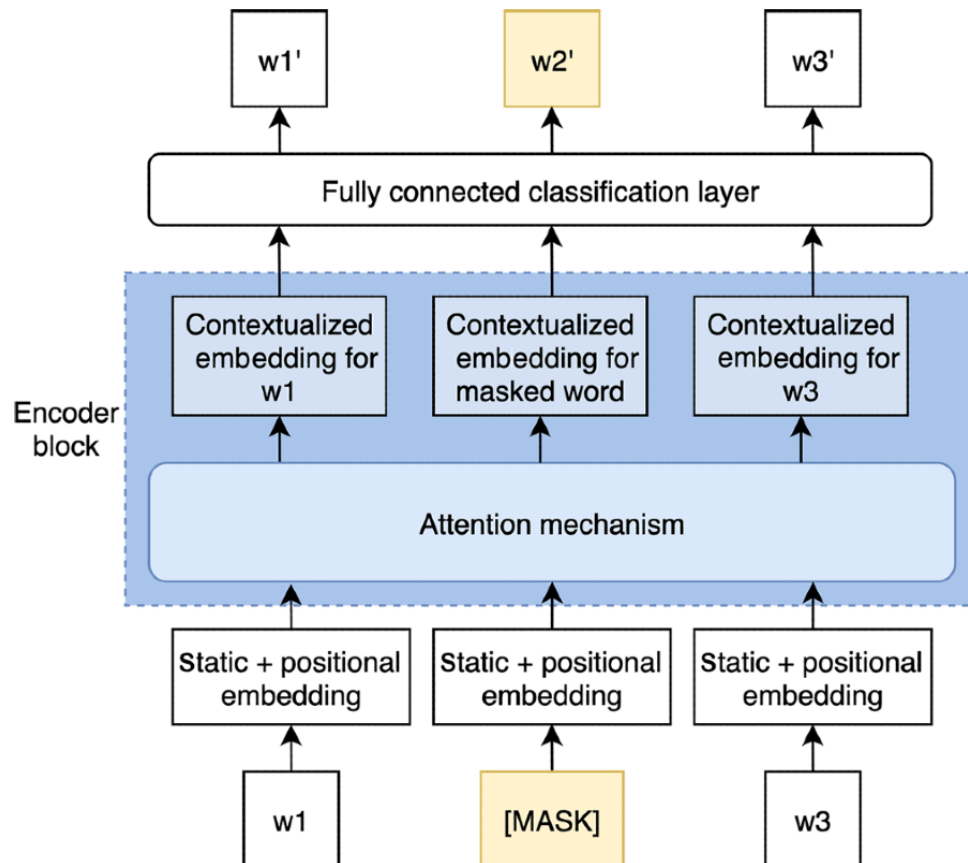 w1'
w2'
w3'
Fully connected classification layer
Contextualized
embedding for
w1
Contextualized
embedding for
masked word
Contextualized
embedding for
w3
Encoder
block
Attention mechanism
Static + positional
embedding
Static + positional
embedding
Static + positional
embedding
w1
[MASK]
w3